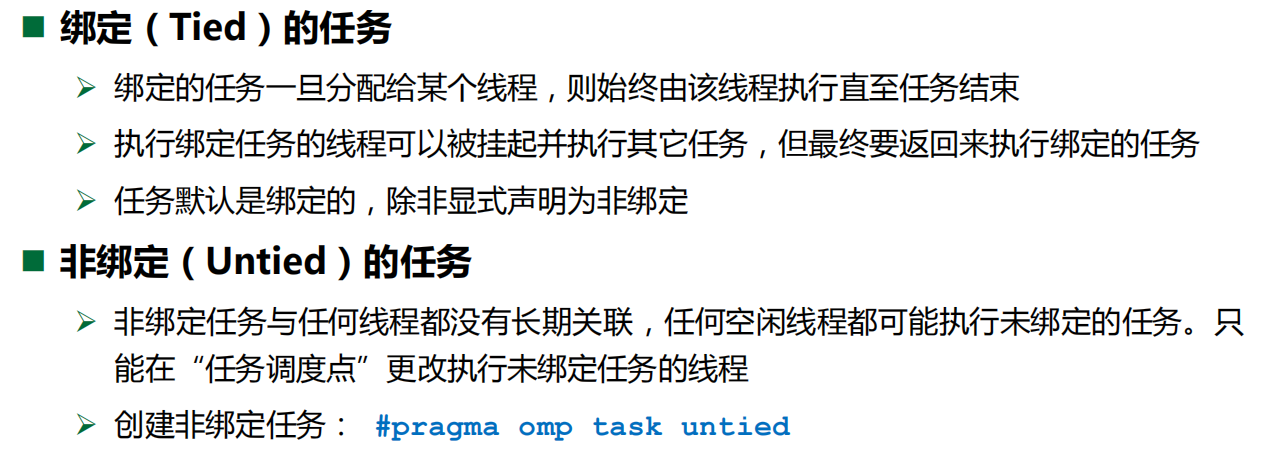 绑定（Tied）的任务
绑定的任务一旦分配给某个线程，则始终由该线程执行直至任务结束
执行绑定任务的线程可以被挂起并执行其它任务，但最终要返回来执行绑定的任务
任务默认是绑定的，除非显式声明为非绑定
非绑定（Untied）的任务
非绑定任务与任何线程都没有长期关联，任何空闲线程都可能执行未绑定的任务。只
能在“任务调度点”更改执行未绑定任务的线程
创建非绑定任务： #pragma omp task untied